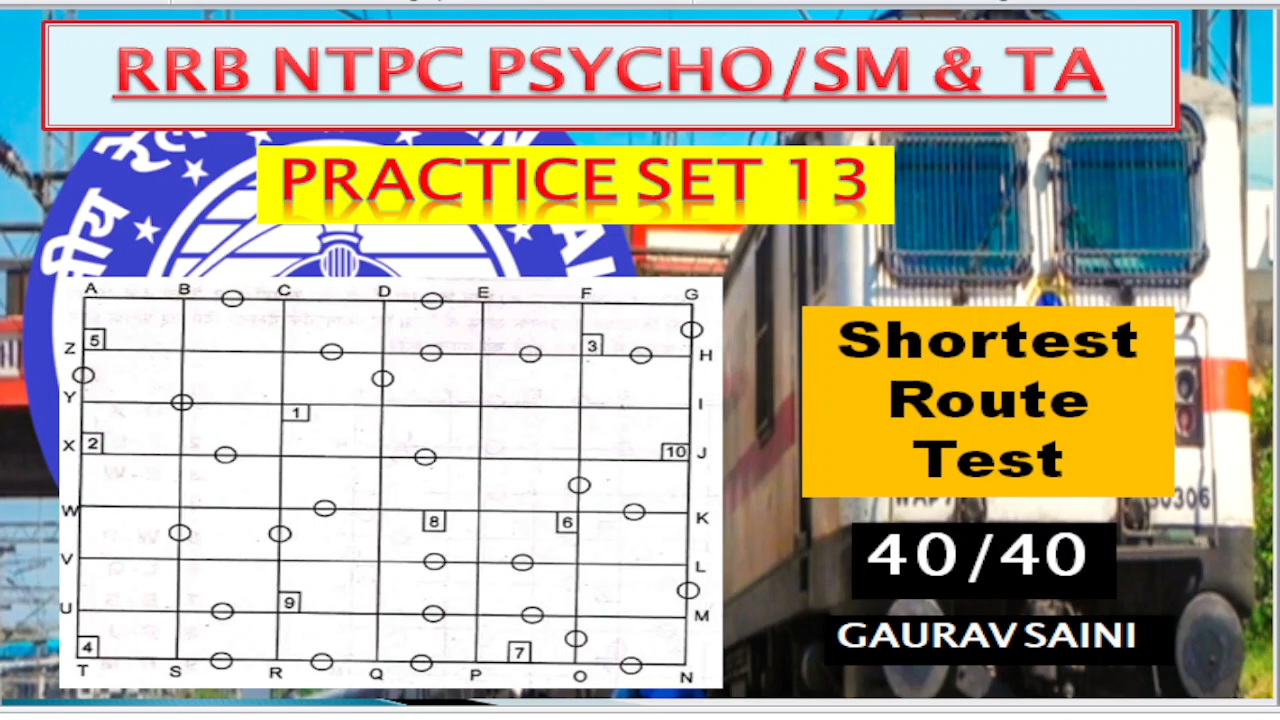 RRB NTPC PSYCHO/SM & TA
PRACTICE SET 13
A B C D E F G
5 3
Z H
Y 1 I
X 2 10 J
W 8 6 K
V L
U 9 M
4 7
T S R Q P O N
Shortest
Route
Test
40/40
GAURAV SAINI